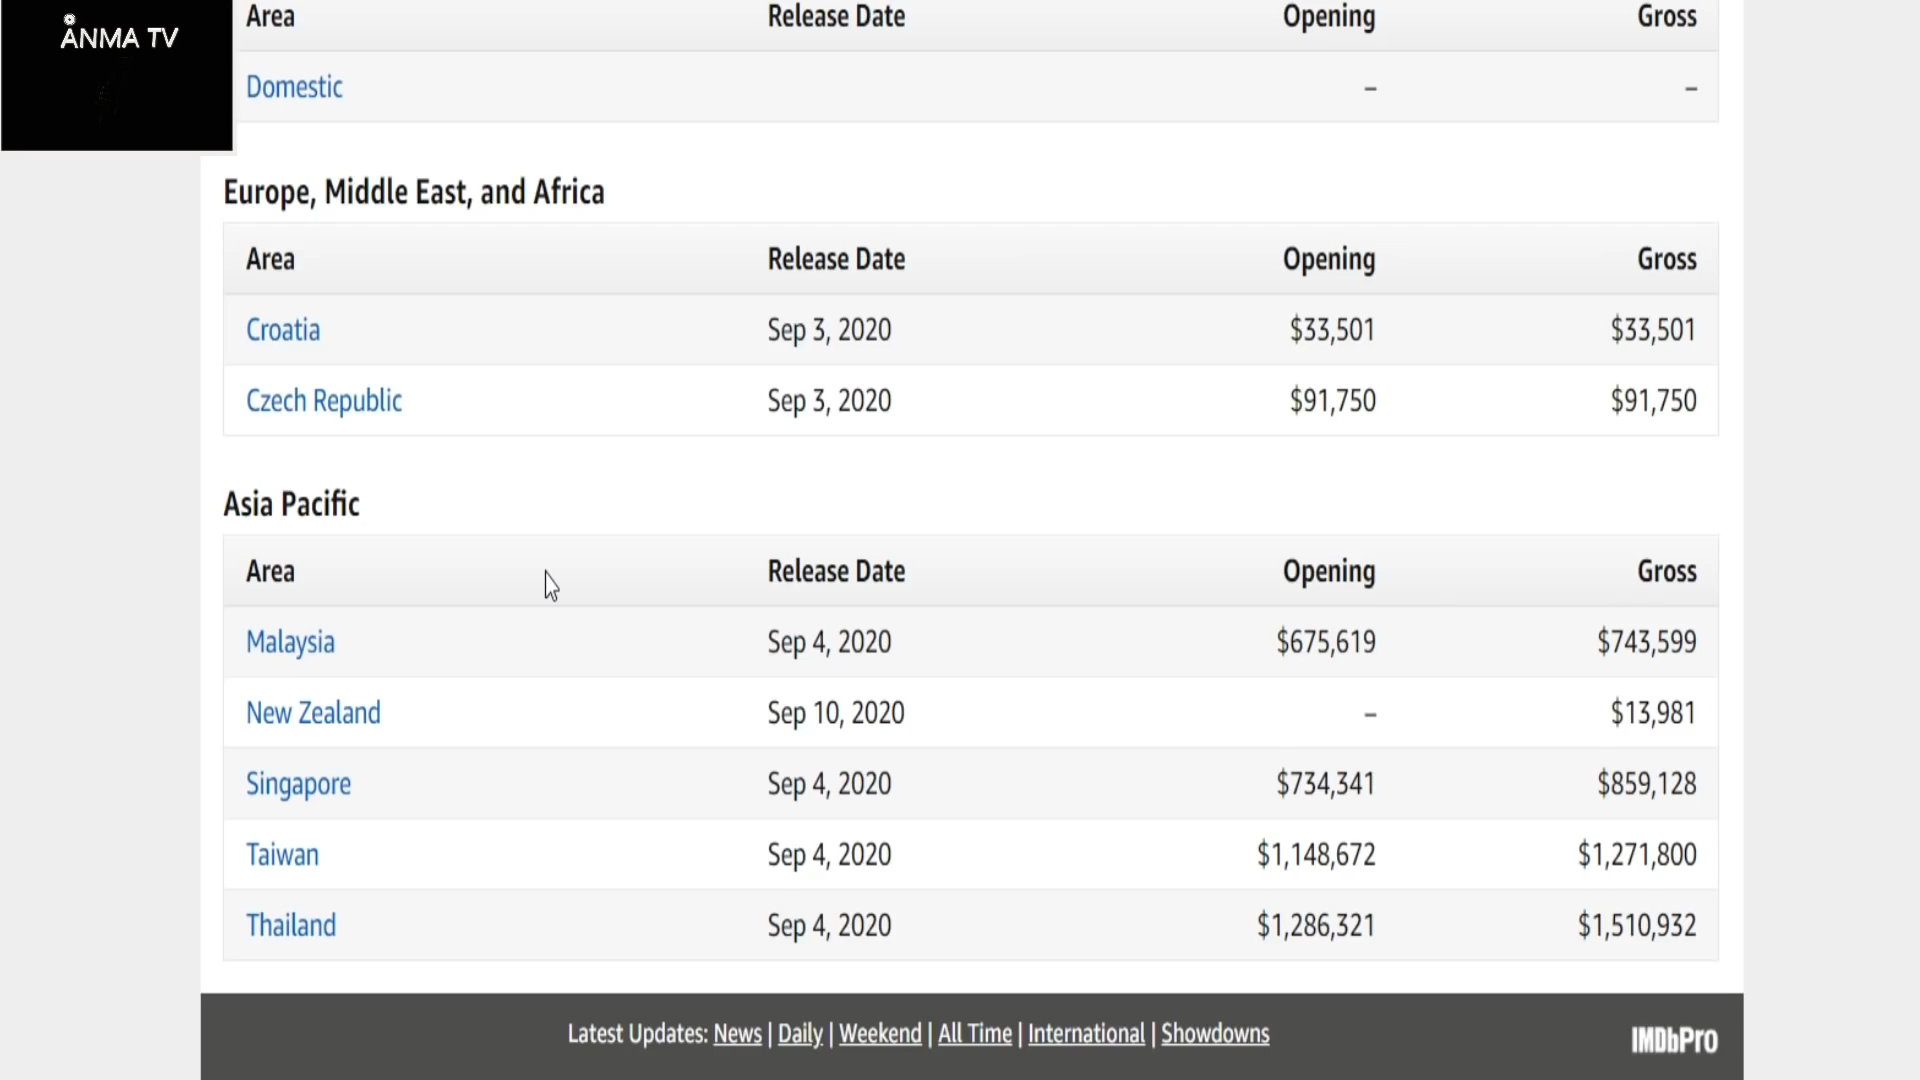 ANMA TV
Area Release Date Opening Gross
Domestic – –
Europe, Middle East, and Africa
Area Release Date Opening Gross
Croatia Sep 3, 2020 $33,501 $33,501
Czech Republic Sep 3, 2020 $91,750 $91,750
Asia Pacific
Area Release Date Opening Gross
Malaysia Sep 4, 2020 $675,619 $743,599
New Zealand Sep 10, 2020 – $13,981
Singapore Sep 4, 2020 $734,341 $859,128
Taiwan Sep 4, 2020 $1,148,672 $1,271,800
Thailand Sep 4, 2020 $1,286,321 $1,510,932
Latest Updates: News | Daily | Weekend | All Time | International | Showdowns
IMDbPro